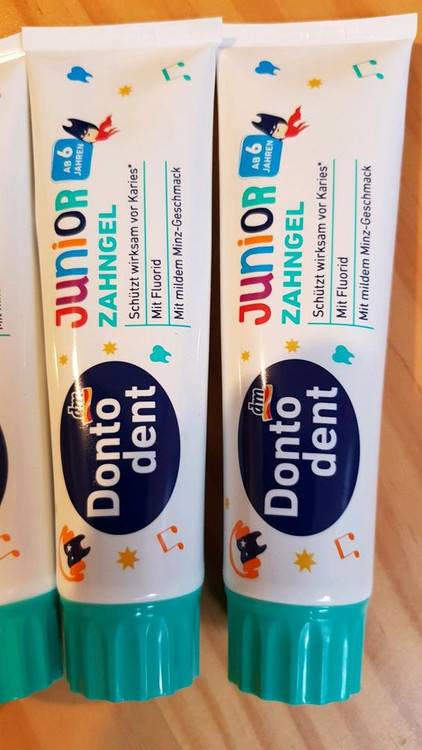 dm
Donto
dent
JUNIOR
AB 6
JAHREN
ZAHNGEL
Schützt wirksam vor Karies*
Mit Fluorid
Mit mildem Minz-Geschmack
dm
Donto
dent
JUNIOR
AB 6
JAHREN
ZAHNGEL
Schützt wirksam vor Karies*
Mit Fluorid
Mit mildem Minz-Geschmack